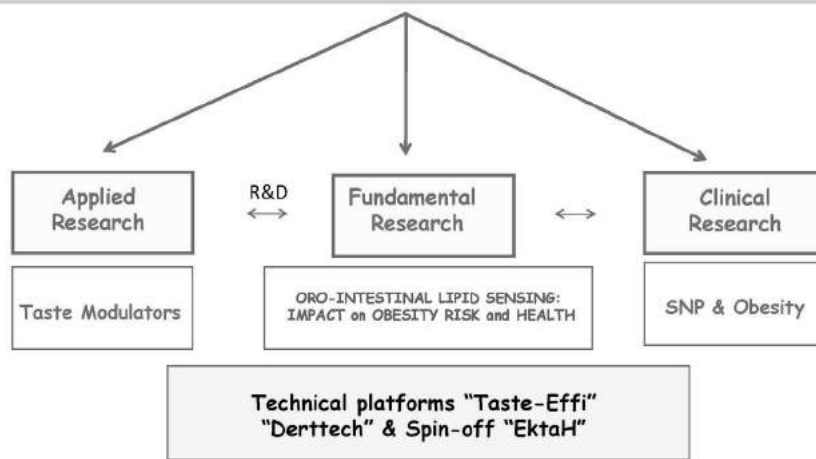 Applied
Research
R&D
Fundamental
Research
Clinical
Research
Taste Modulators
ORO-INTESTINAL LIPID SENSING:
IMPACT on OBESITY RISK and HEALTH
SNP & Obesity
Technical platforms “Taste-Effi”
“Derttech” & Spin-off “EktaH”